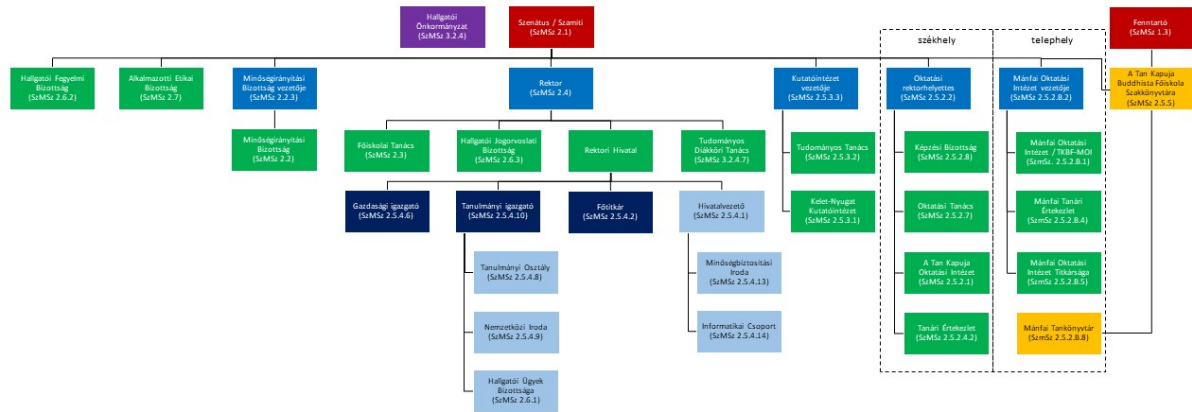 Hallgatói
Önkormányzat
(SzMSz 3.2.4)
Szenátus / Szamiti
(SzMSz 2.1)
Fenntartó
(SzMSz 1.3)
székhely
telephely
Hallgatói Fegyelmi
Bizottság
(SzMSz 2.6.2)
Alkalmazotti Etikai
Bizottság
(SzMSz 2.7)
Minőségirányítási
Bizottság vezetője
(SzMSz 2.2.3)
Rektor
(SzMSz 2.4)
Kutatóintézet
vezetője
(SzMSz 2.5.3.3)
Oktatási
rektorhelyettes
(SzMSz 2.5.2.2)
Mánfai Oktatási
Intézet vezetője
(SzMSz 2.5.2.B.2)
A Tan Kapuja
Buddhista Főiskola
Szakkönyvtára
(SzMSz 2.5.5)
Minőségirányítási
Bizottság
(SzMSz 2.2)
Főiskolai Tanács
(SzMSz 2.3)
Hallgatói Jogorvoslati
Bizottság
(SzMSz 2.6.3)
Rektori Hivatal
Tudományos
Diákköri Tanács
(SzMSz 3.2.4.7)
Tudományos Tanács
(SzMSz 2.5.3.2)
Képzési Bizottság
(SzMSz 2.5.2.8)
Mánfai Oktatási
Intézet / TKBF-MOI
(SzmSz. 2.5.2.B.1)
Gazdasági igazgató
(SzMSz 2.5.4.6)
Tanulmányi igazgató
(SzMSz 2.5.4.10)
Főtitkár
(SzMSz 2.5.4.2)
Hivatalvezető
(SzMSz 2.5.4.1)
Kelet-Nyugat
Kutatóintézet
(SzMSz 2.5.3.1)
Oktatási Tanács
(SzMSz 2.5.2.7)
Mánfai Tanári
Értekezlet
(SzmSz 2.5.2.B.4)
Tanulmányi Osztály
(SzMSz 2.5.4.8)
Minőségbiztosítási
Iroda
(SzMSz 2.5.4.13)
A Tan Kapuja
Oktatási Intézet
(SzMSz 2.5.2.1)
Mánfai Oktatási
Intézet Titkársága
(SzmSz 2.5.2.B.5)
Nemzetközi Iroda
(SzMSz 2.5.4.9)
Informatikai Csoport
(SzMSz 2.5.4.14)
Tanári Értekezlet
(SzMSz 2.5.2.4.2)
Mánfai Tankönyvtár
(SzmSz 2.5.2.B.8)
Hallgatói Ügyek
Bizottsága
(SzMSz 2.6.1)